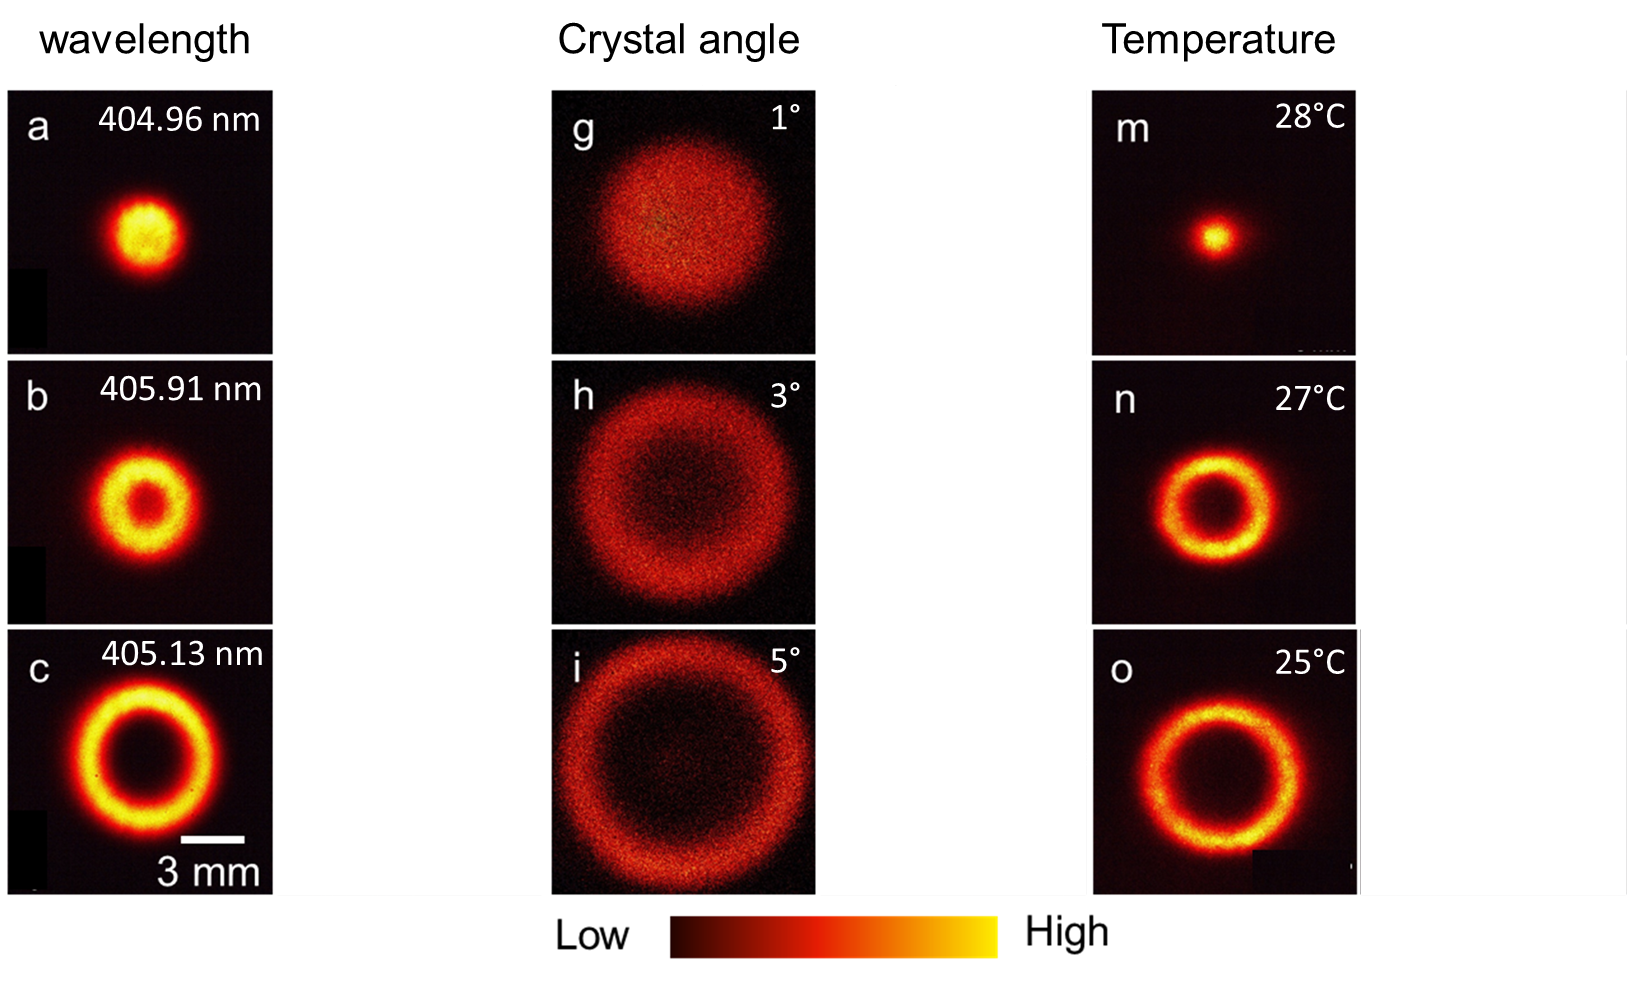 wavelength
Crystal angle
Temperature
a
404.96 nm
g
1°
m
28°C
b
405.91 nm
h
3°
n
27°C
c
405.13 nm
i
5°
o
25°C
3 mm
Low
High